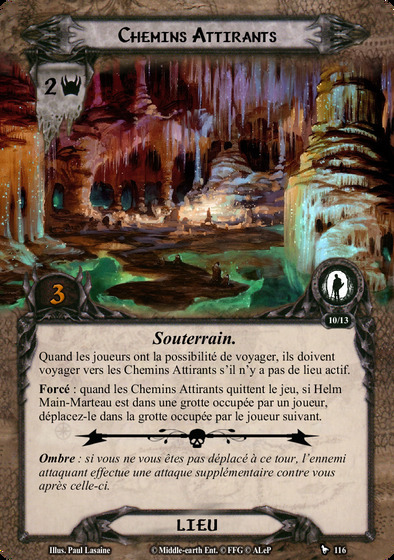 Chemins Attirants
2
3
10/13
Souterrain.
Quand les joueurs ont la possibilité de voyager, ils doivent
voyager vers les Chemins Attirants s'il n'y a pas de lieu actif.
Forcé : quand les Chemins Attirants quittent le jeu, si Helm
Main-Marteau est dans une grotte occupée par un joueur,
déplacez-le dans la grotte occupée par le joueur suivant.
Ombre : si vous ne vous êtes pas déplacé à ce tour, l'ennemi
attaquant effectue une attaque supplémentaire contre vous
après celle-ci.
LIEU
Illus. Paul Lasaine ©Middle-earth Ent. © FFG © ALeP 116